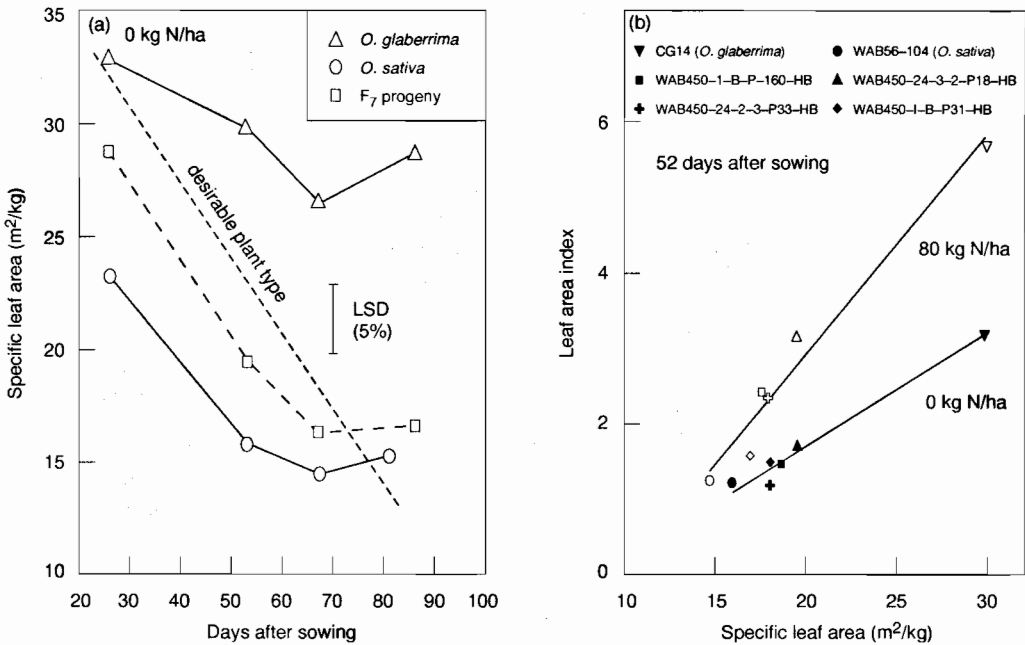 (a)
0 kg N/ha
O. glaberrima
O. sativa
F7 progeny
desirable plant type
LSD
(5%)
35
30
25
20
15
10
Specific leaf area (m2/kg)
20 30 40 50 60 70 80 90 100
Days after sowing
(b)
CG14 (O. glaberrima)
WAB56–104 (O. sativa)
WAB450–1–B–P–160–HB
WAB450–24–3–2–P18–HB
WAB450–24–2–3–P33–HB
WAB450–I–B–P31–HB
52 days after sowing
80 kg N/ha
0 kg N/ha
6
4
2
0
Leaf area index
10 15 20 25 30
Specific leaf area (m2/kg)